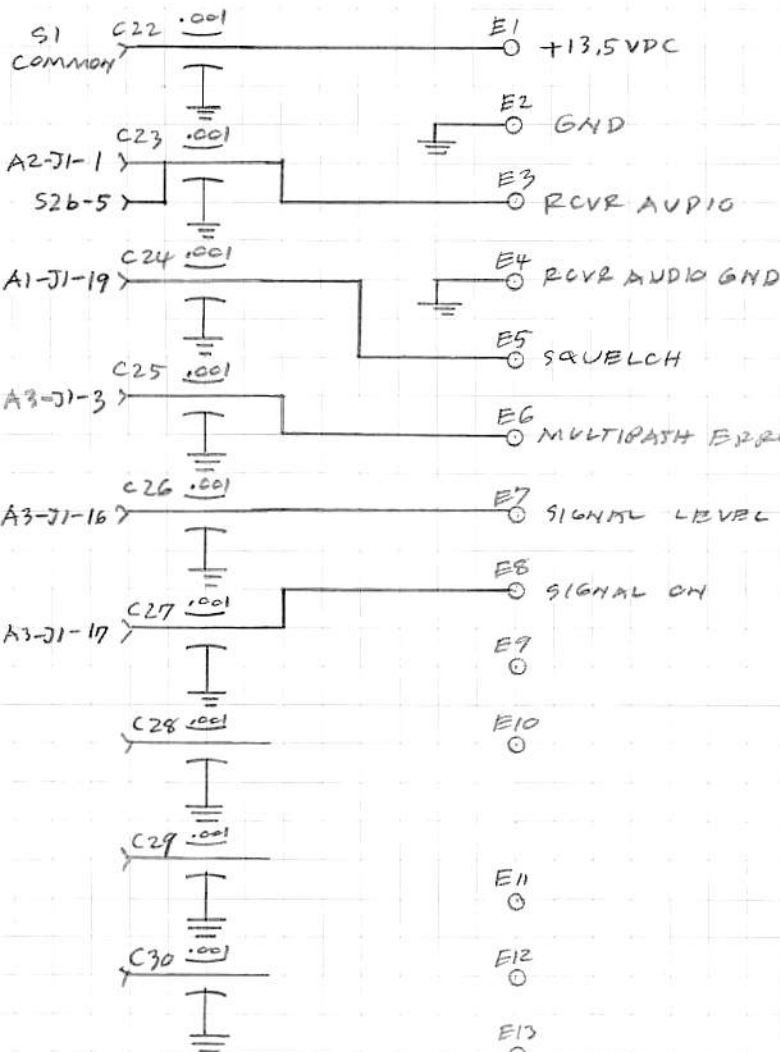 S1 C22 .001 E1
COMMON +13,5 VDC
E2
GND
C23 .001
A2-J1-1 E3
S2b-5 RCVR AUDIO
C24 .001 E4
A1-J1-19 RCVR AUDIO GND
E5
SQUELCH
C25 .001
A3-J1-3 E6
MULTIPATH
C26 .001 E7
A3-J1-16 SIGNAL LEVEL
E8
C27 .001 SIGNAL ON
A3-J1-17
E9
C28 .001 E10
C29 .001
E11
C30 .001 E12
E13